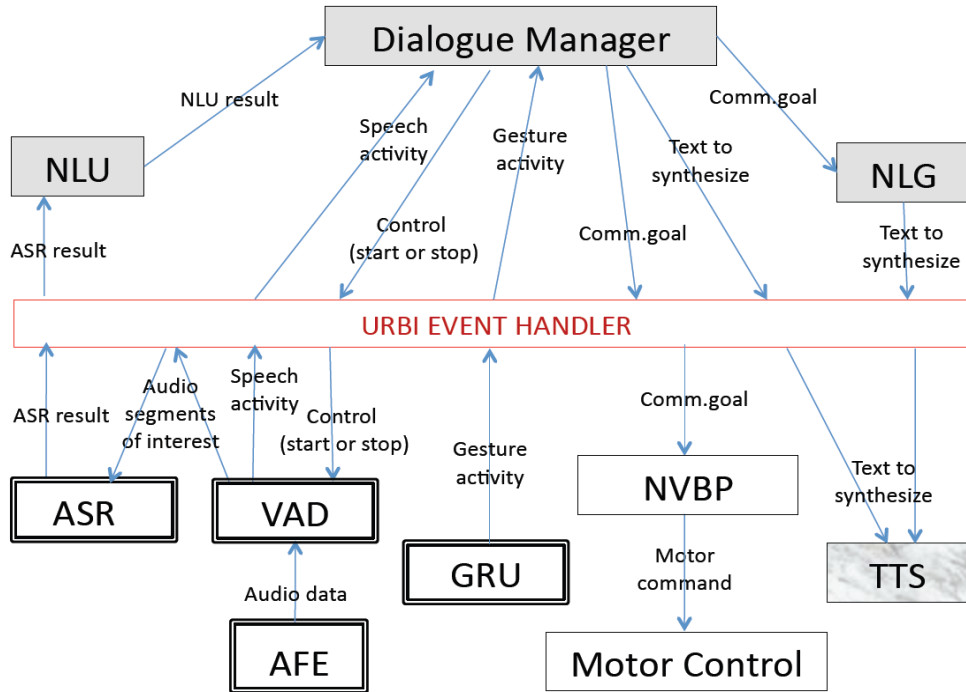 Dialogue Manager
NLU result
Speech
activity
Gesture
activity
Comm.goal
Text to
synthesize
NLU
NLG
ASR result
Control
(start or stop)
Comm.goal
Text to
synthesize
URBI EVENT HANDLER
ASR result
Audio
segments
of interest
Speech
activity
Control
(start or stop)
Gesture
activity
Comm.goal
Text to
synthesize
ASR
VAD
NVBP
GRU
TTS
Audio data
Motor
command
AFE
Motor Control